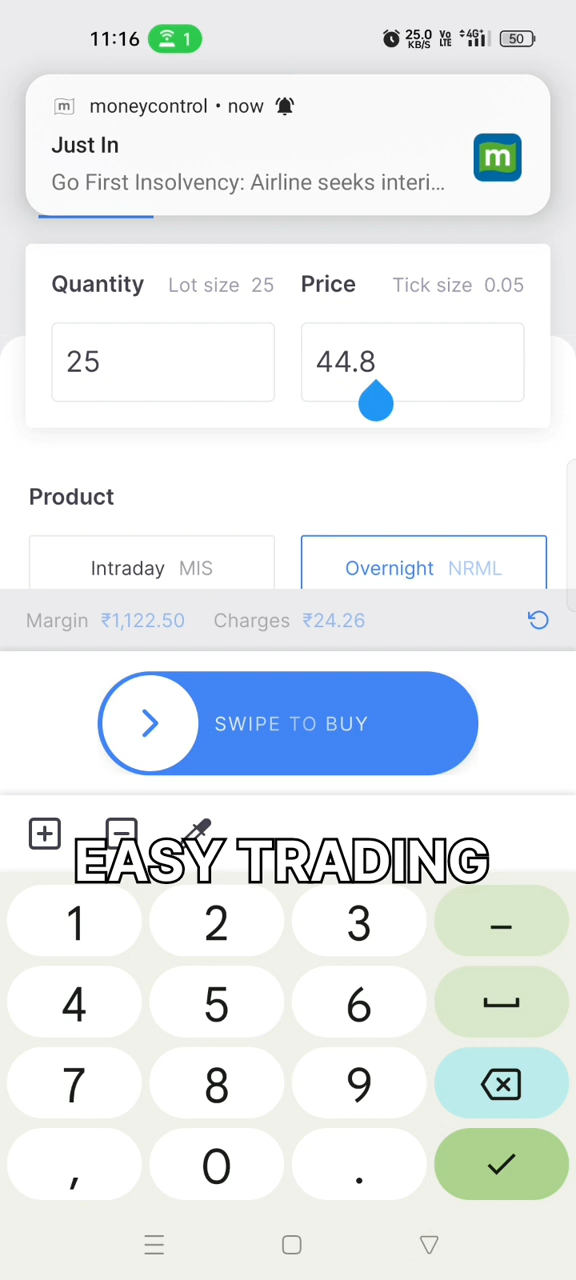 11:16 1 25.0 KB/S Vo LTE 4G+ 50
moneycontrol • now
Just In
m
Go First Insolvency: Airline seeks interi...
Quantity Lot size 25 Price Tick size 0.05
25 44.8
Product
Intraday MIS Overnight NRML
Margin ₹1,122.50 Charges ₹24.26
SWIPE TO BUY
EASY TRADING
1 2 3 –
4 5 6
7 8 9
, 0 .